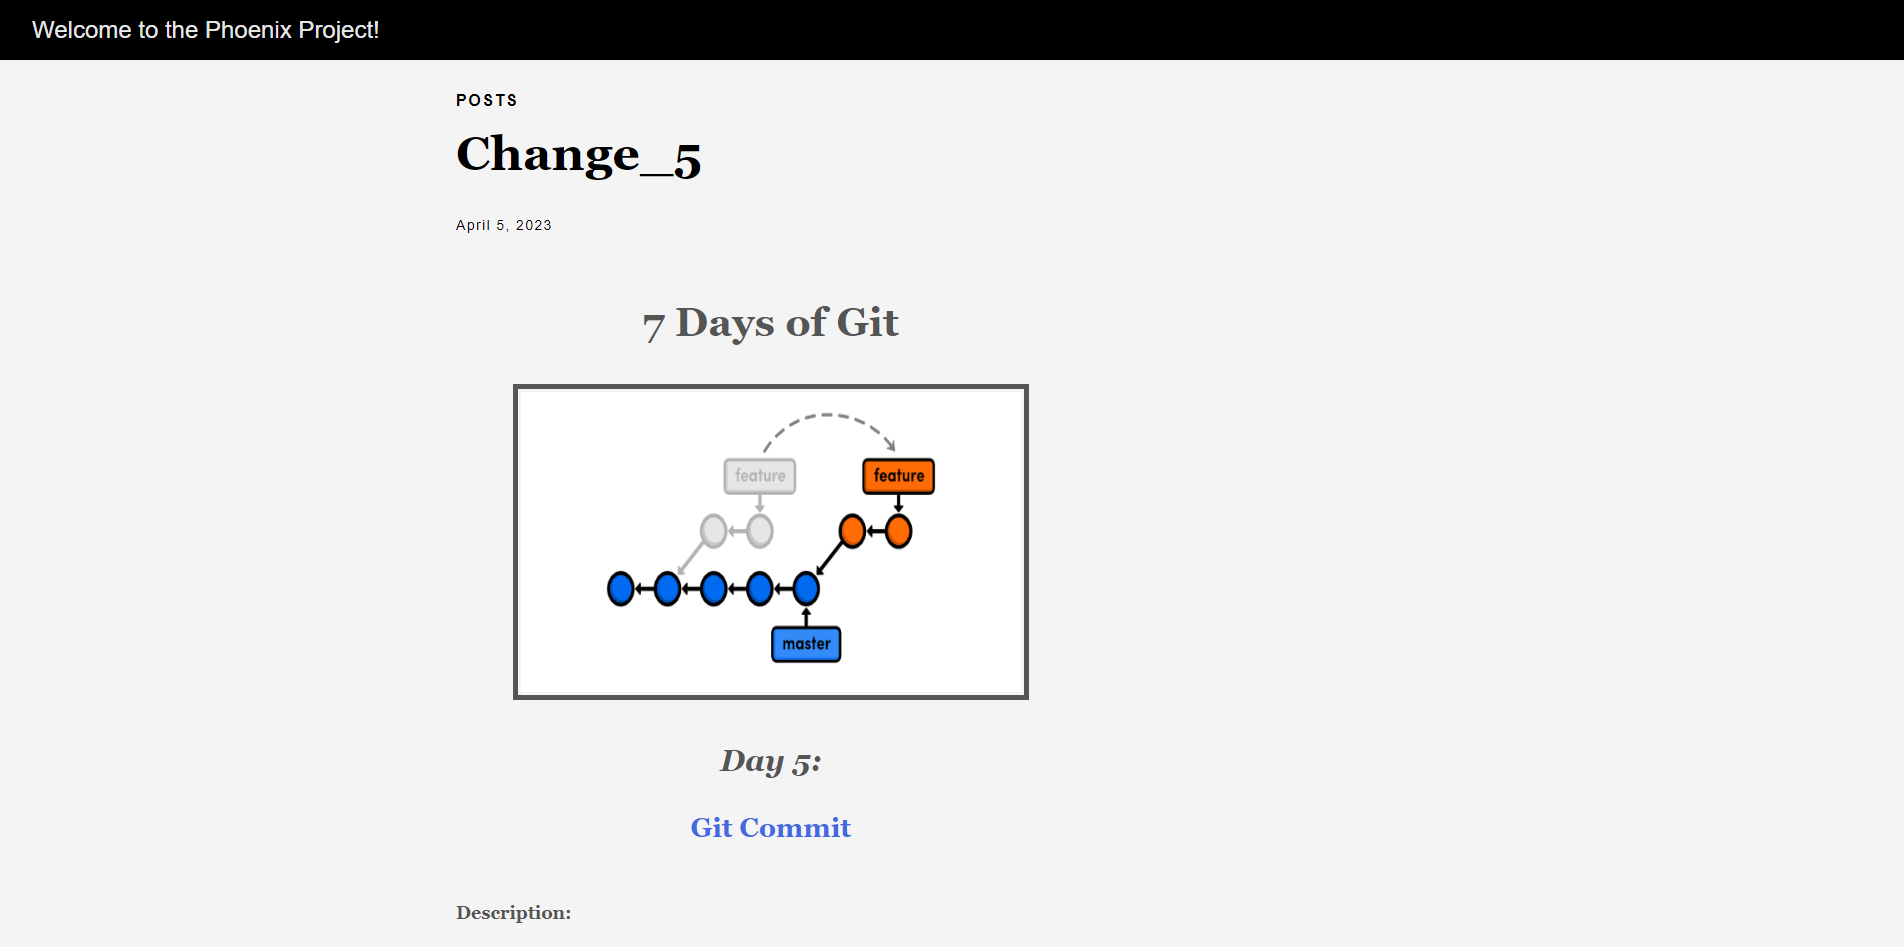 Welcome to the Phoenix Project!
POSTS
Change_5
April 5, 2023
7 Days of Git
feature
feature
master
Day 5:
Git Commit
Description: